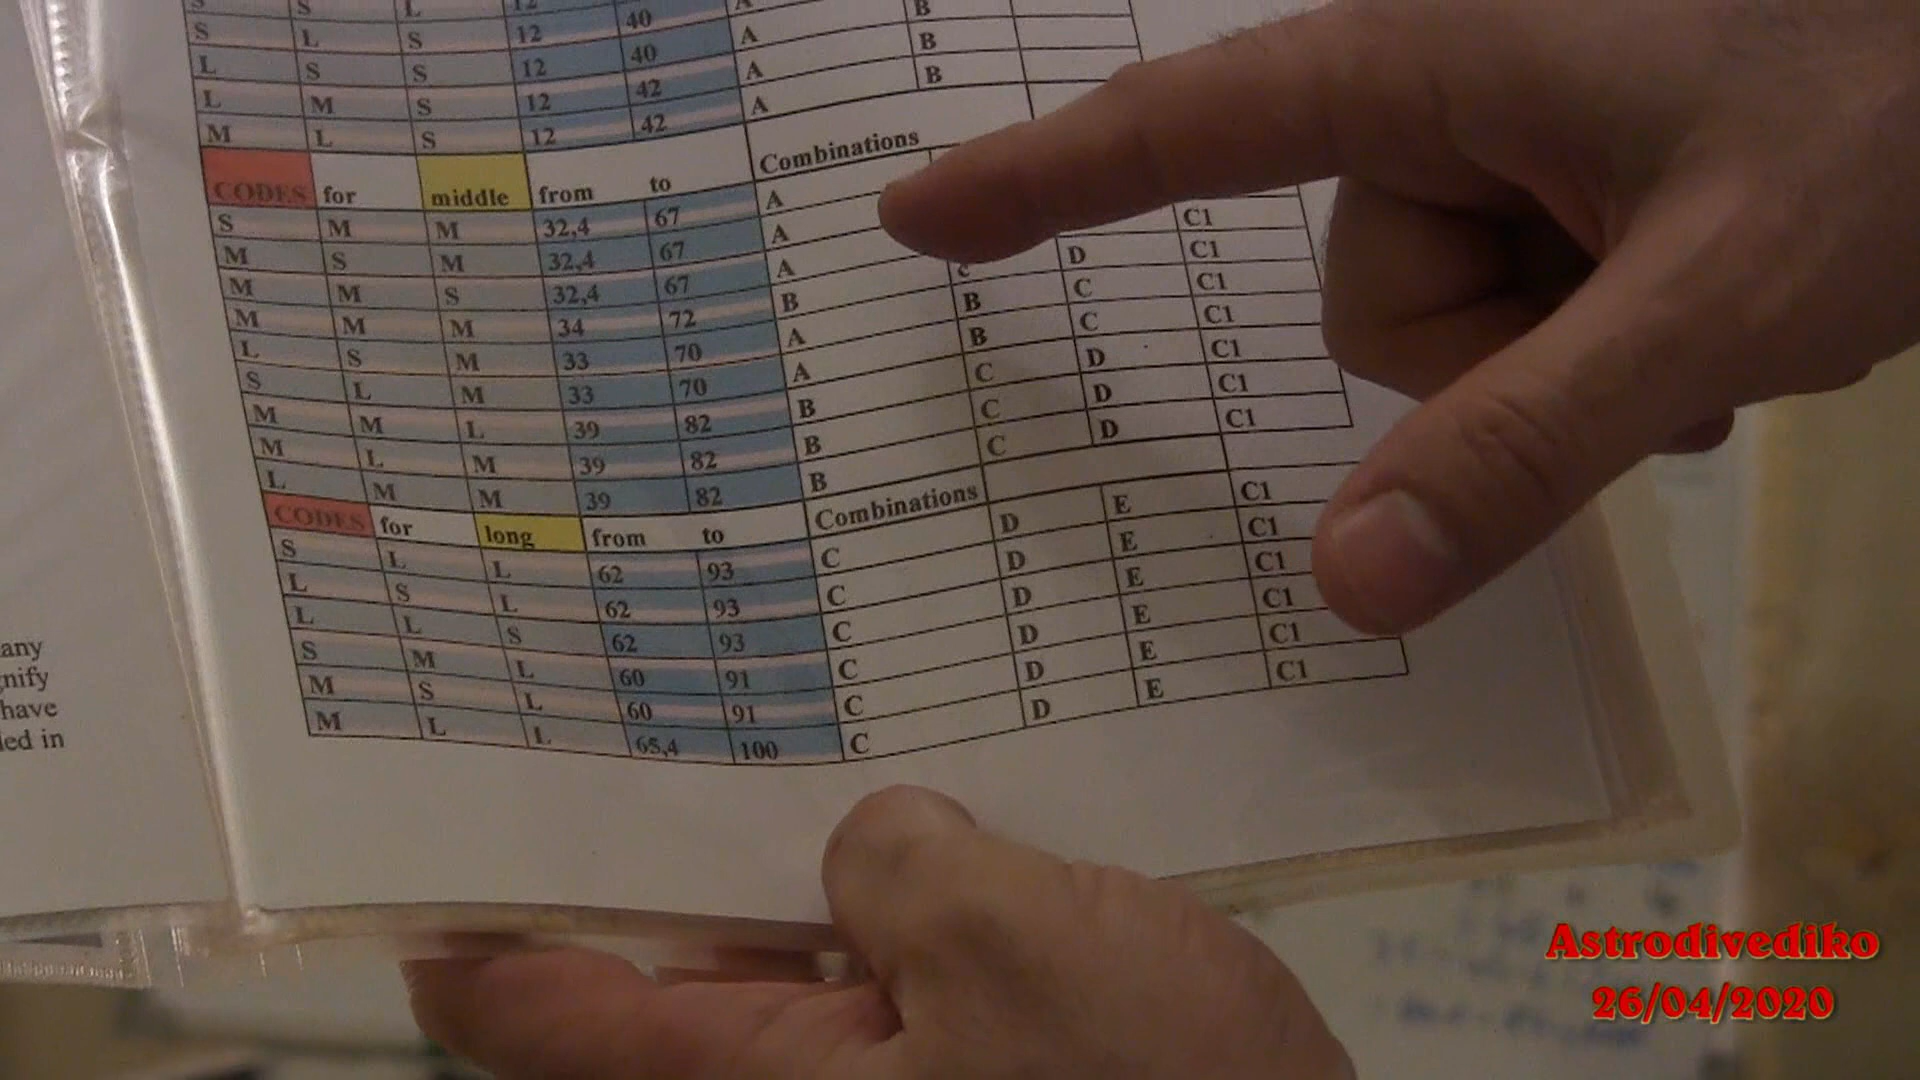 S S L 12
S L S 12 40 A
L S S 12 40 A B
L M S 12 42 A B
M L S 12 42 A B
CODES for middle from to Combinations
S M M 32,4 67 A
M S M 32,4 67 A
M M S 32,4 67 A C1
M M M 34 72 B c D C1
L S M 33 70 A B C C1
S L M 33 70 A B C C1
M M L 39 82 B C D C1
M L M 39 82 B C D C1
L M M 39 82 B C D C1
CODES for long from to Combinations
S L L 62 93 C D E C1
L S L 62 93 C D E C1
L L S 62 93 C D E C1
S M L 60 91 C D E C1
M S L 60 91 C D E C1
M L L 65,4 100 C D E C1
any
nify
have
led in
Astrodivediko
26/04/2020